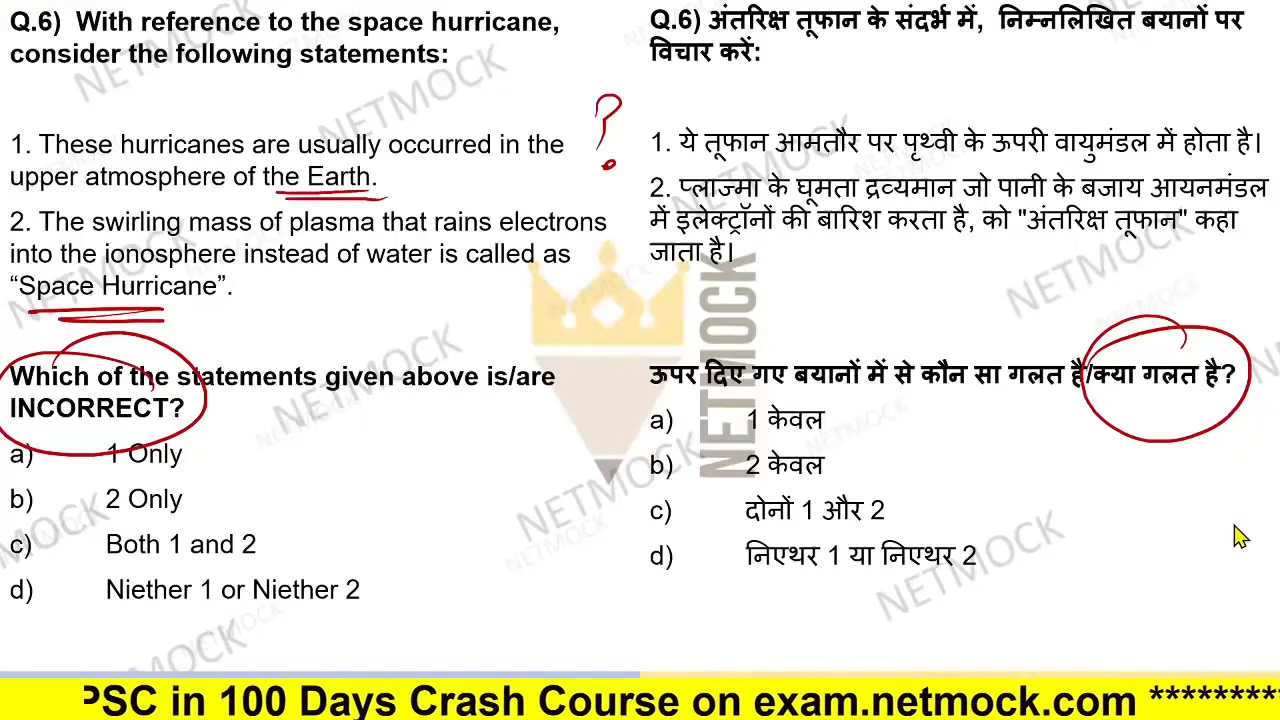 Q.6) With reference to the space hurricane,
consider the following statements:
1. These hurricanes are usually occurred in the
upper atmosphere of the Earth.
2. The swirling mass of plasma that rains electrons
into the ionosphere instead of water is called as
“Space Hurricane”.
Which of the statements given above is/are
INCORRECT?
a) 1 Only
b) 2 Only
c) Both 1 and 2
d) Niether 1 or Niether 2
Q.6) अंतरिक्ष तूफान के संदर्भ में, निम्नलिखित बयानों पर
विचार करें:
?
1. ये तूफान आमतौर पर पृथ्वी के ऊपरी वायुमंडल में होता है।
2. प्लाज्मा के घूमता द्रव्यमान जो पानी के बजाय आयनमंडल
में इलेक्ट्रॉनों की बारिश करता है, को "अंतरिक्ष तूफान" कहा
जाता है।
ऊपर दिए गए बयानों में से कौन सा गलत है/क्या गलत है?
a) 1 केवल
b) 2 केवल
c) दोनों 1 और 2
d) निएथर 1 या निएथर 2
NETMOCK
PSC in 100 Days Crash Course on exam.netmock.com *********